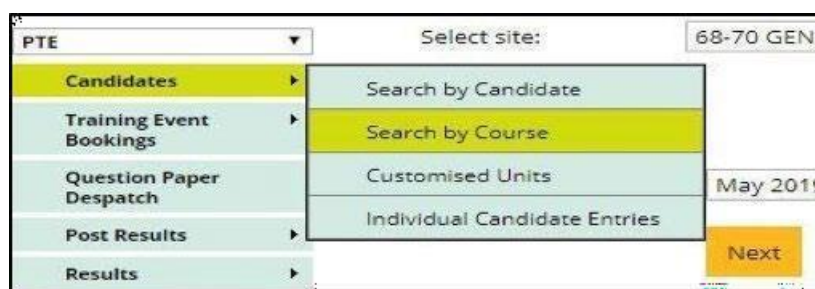 PTE
Select site:
68-70 GEN
Candidates
Search by Candidate
Training Event
Bookings
Search by Course
Question Paper
Despatch
Customised Units
May 201
Post Results
Individual Candidate Entries
Next
Results